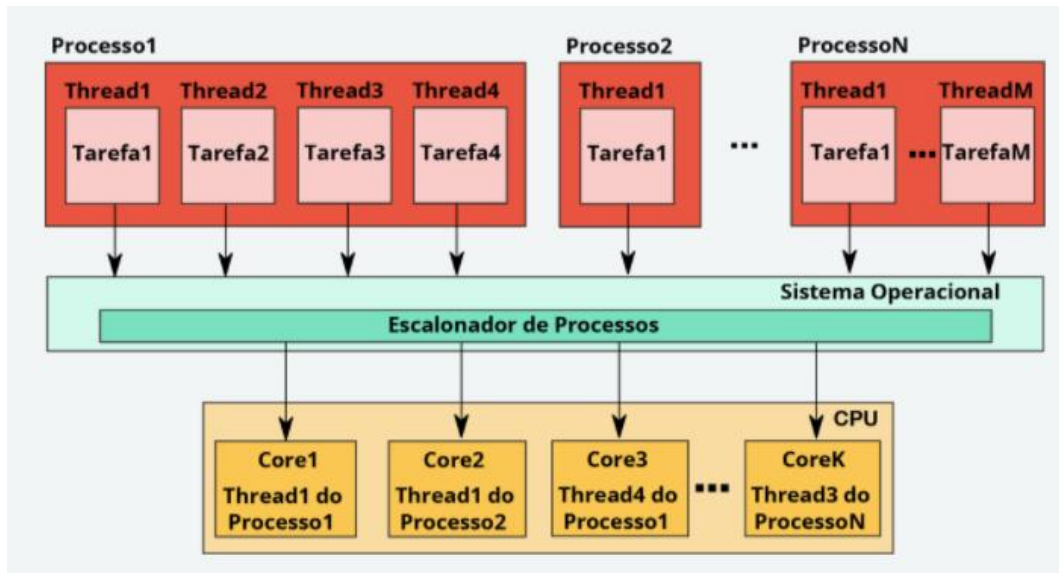 Processo1 Processo2 ProcessoN
Thread1 Thread2 Thread3 Thread4 Thread1 Thread1 ThreadM
Tarefa1 Tarefa2 Tarefa3 Tarefa4 Tarefa1 ... Tarefa1 ... TarefaM
Sistema Operacional
Escalonador de Processos
CPU
Core1 Core2 Core3 CoreK
Thread1 do Thread1 do Thread4 do ... Thread3 do
Processo1 Processo2 Processo1 ProcessoN